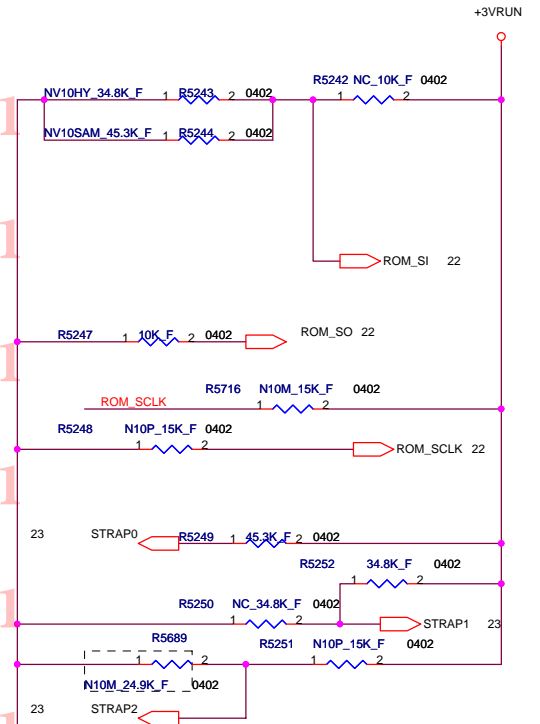 +3VRUN
R5242 NC_10K_F 0402
NV10HY_34.8K_F 1 R5243 2 0402
1 2
NV10SAM_45.3K_F 1 R5244 2 0402
ROM_SI 22
R5247 1 10K_F 2 0402 ROM_SO 22
R5716 N10M_15K_F 0402
ROM_SCLK 1 2
R5248 N10P_15K_F 0402
1 2 ROM_SCLK 22
23 STRAP0 R5249 1 45.3K_F 2 0402
R5252 34.8K_F 0402
1 2
R5250 NC_34.8K_F 0402
1 2 STRAP1 23
R5689 R5251 N10P_15K_F 0402
1 2 1 2
N10M_24.9K_F 0402
23 STRAP2